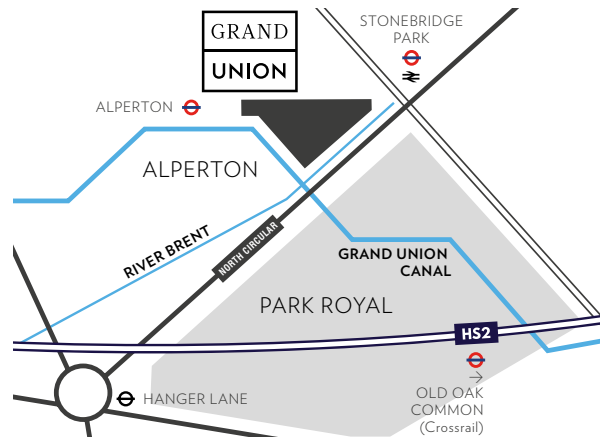 GRAND
UNION
STONEBRIDGE
PARK
ALPERTON
ALPERTON
RIVER BRENT
NORTH CIRCULAR
GRAND UNION
CANAL
PARK ROYAL
HS2
HANGER LANE
→
OLD OAK
COMMON
(Crossrail)